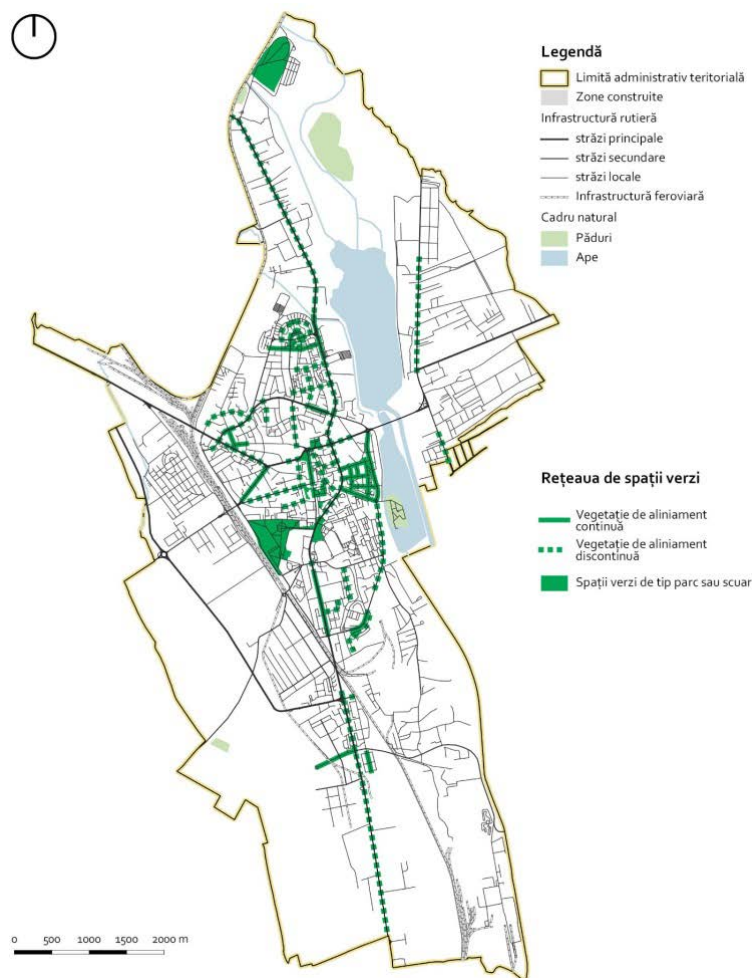 Legendă
Limită administrativ teritorială
Zone construite
Infrastructură rutieră
străzi principale
străzi secundare
străzi locale
Infrastructură feroviară
Cadru natural
Păduri
Ape
Rețeaua de spații verzi
Vegetație de aliniament
continuă
Vegetație de aliniament
discontinuă
Spații verzi de tip parc sau scuar
0 500 1000 1500 2000 m